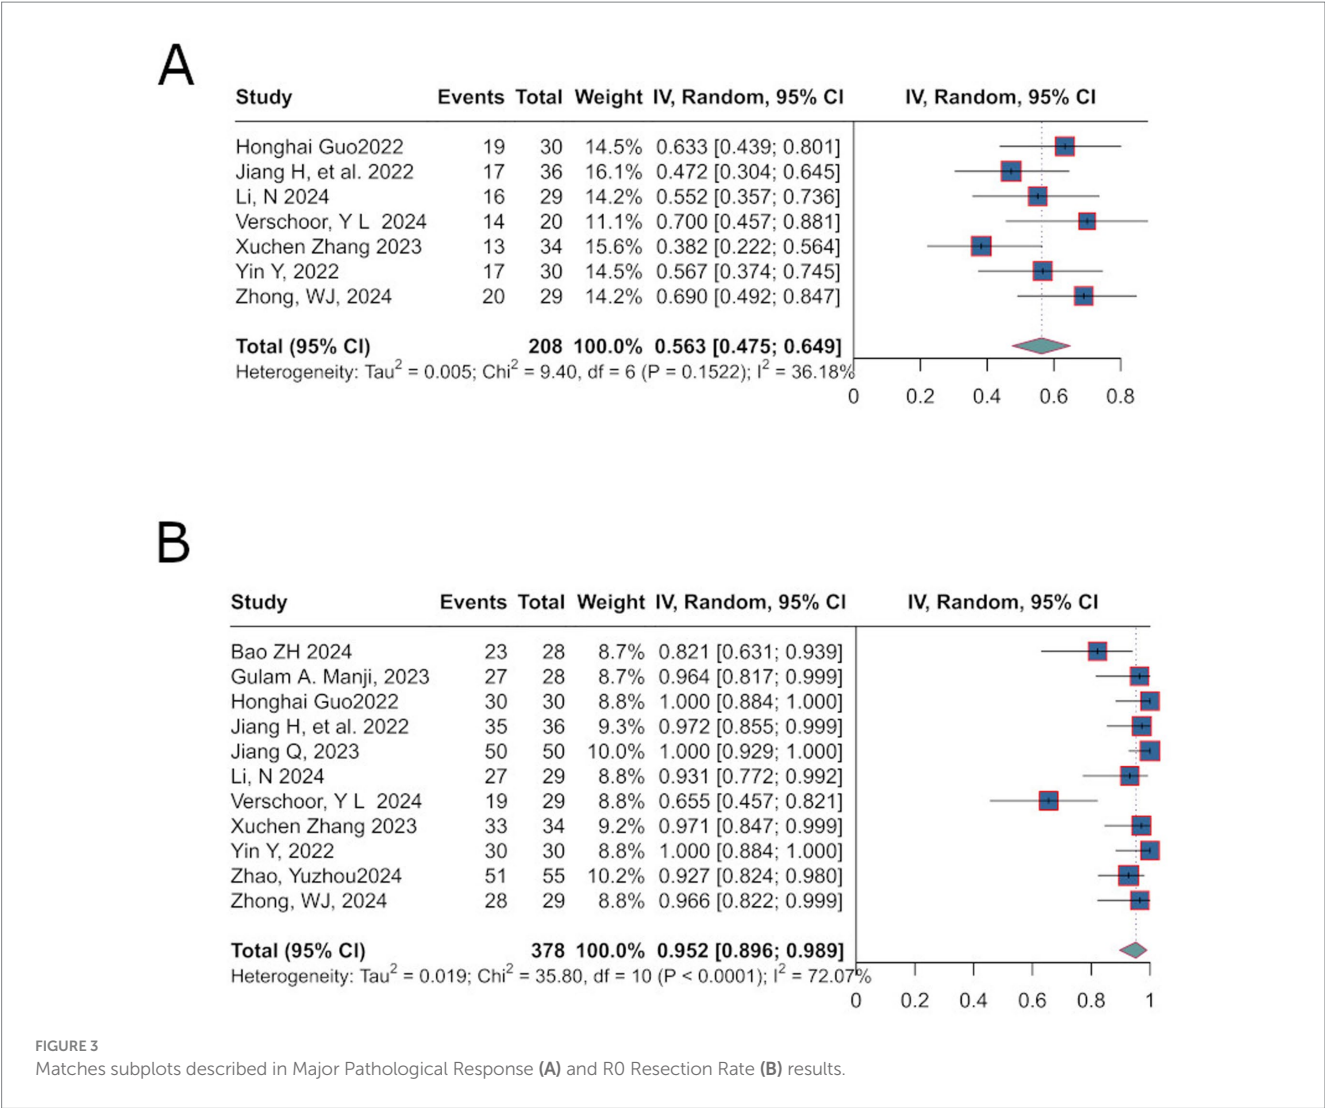 A
Study Events Total Weight IV, Random, 95% CI IV, Random, 95% CI
Honghai Guo2022 19 30 14.5% 0.633 [0.439; 0.801]
Jiang H, et al. 2022 17 36 16.1% 0.472 [0.304; 0.645]
Li, N 2024 16 29 14.2% 0.552 [0.357; 0.736]
Verschoor, Y L 2024 14 20 11.1% 0.700 [0.457; 0.881]
Xuchen Zhang 2023 13 34 15.6% 0.382 [0.222; 0.564]
Yin Y, 2022 17 30 14.5% 0.567 [0.374; 0.745]
Zhong, WJ, 2024 20 29 14.2% 0.690 [0.492; 0.847]
Total (95% CI) 208 100.0% 0.563 [0.475; 0.649]
Heterogeneity: Tau² = 0.005; Chi² = 9.40, df = 6 (P = 0.1522); I² = 36.18%
0 0.2 0.4 0.6 0.8
B
Study Events Total Weight IV, Random, 95% CI IV, Random, 95% CI
Bao ZH 2024 23 28 8.7% 0.821 [0.631; 0.939]
Gulam A. Manji, 2023 27 28 8.7% 0.964 [0.817; 0.999]
Honghai Guo2022 30 30 8.8% 1.000 [0.884; 1.000]
Jiang H, et al. 2022 35 36 9.3% 0.972 [0.855; 0.999]
Jiang Q, 2023 50 50 10.0% 1.000 [0.929; 1.000]
Li, N 2024 27 29 8.8% 0.931 [0.772; 0.992]
Verschoor, Y L 2024 19 29 8.8% 0.655 [0.457; 0.821]
Xuchen Zhang 2023 33 34 9.2% 0.971 [0.847; 0.999]
Yin Y, 2022 30 30 8.8% 1.000 [0.884; 1.000]
Zhao, Yuzhou2024 51 55 10.2% 0.927 [0.824; 0.980]
Zhong, WJ, 2024 28 29 8.8% 0.966 [0.822; 0.999]
Total (95% CI) 378 100.0% 0.952 [0.896; 0.989]
Heterogeneity: Tau² = 0.019; Chi² = 35.80, df = 10 (P < 0.0001); I² = 72.07%
0 0.2 0.4 0.6 0.8 1
FIGURE 3
Matches subplots described in Major Pathological Response (A) and R0 Resection Rate (B) results.